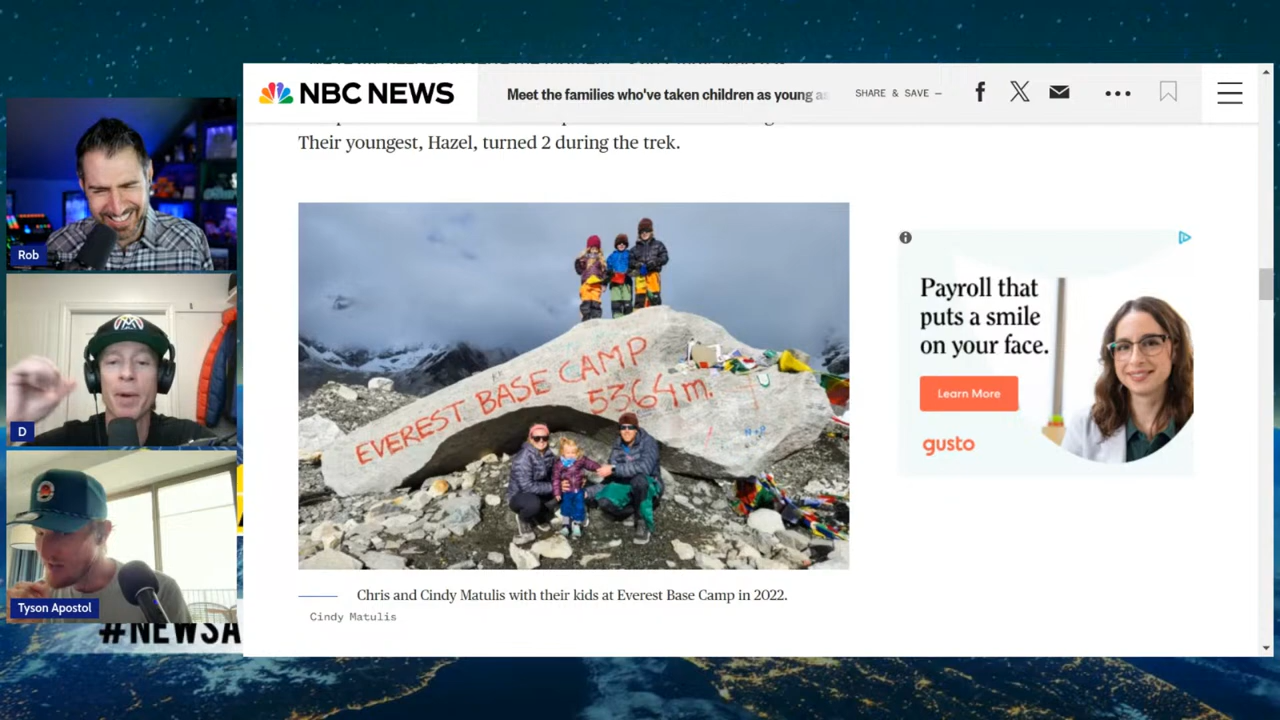 NBC NEWS
Meet the families who've taken children as young as
SHARE & SAVE —
Their youngest, Hazel, turned 2 during the trek.
EVEREST BASE CAMP
5364m.
Chris and Cindy Matulis with their kids at Everest Base Camp in 2022.
Cindy Matulis
Payroll that
puts a smile
on your face.
Learn More
gusto
Rob
D
Tyson Apostol
#NEWSA